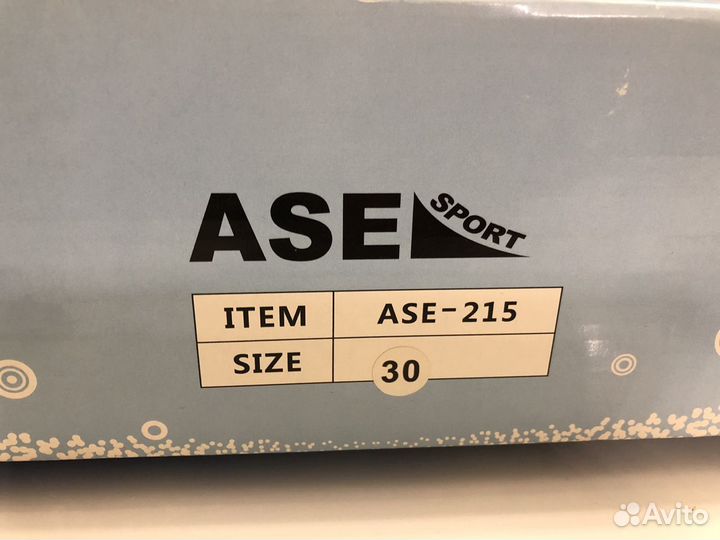 ASE SPORT
ITEM ASE-215
SIZE 30
Avito